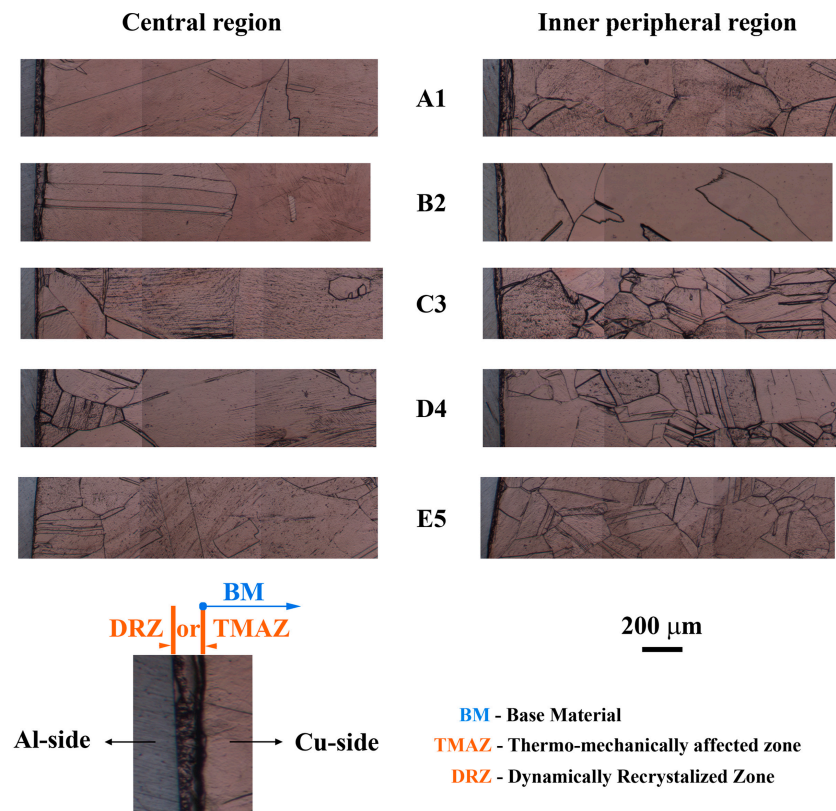 Central region
Inner peripheral region
A1
B2
C3
D4
E5
BM
DRZ or TMAZ
200 μm
Al-side
Cu-side
BM - Base Material
TMAZ - Thermo-mechanically affected zone
DRZ - Dynamically Recrystalized Zone